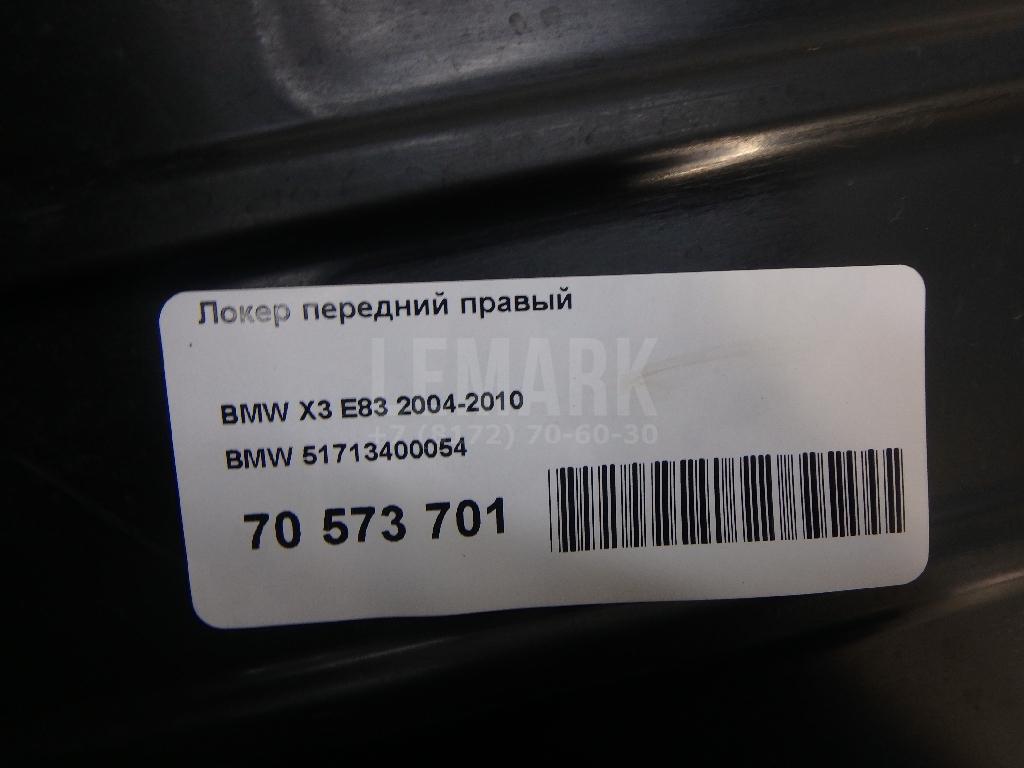 Локер передний правый
LEMARK
BMW X3 E83 2004-2010
+7 (8172) 70-60-30
BMW 51713400054
70 573 701